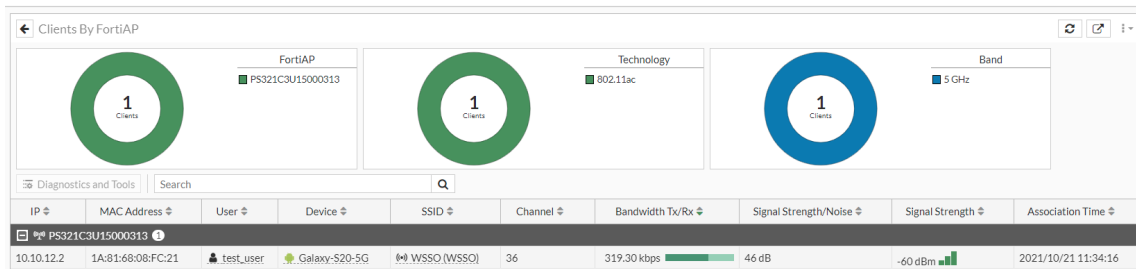 Clients By FortiAP
FortiAP
PS321C3U15000313
1
Clients
Technology
802.11ac
1
Clients
Band
5 GHz
1
Clients
Diagnostics and Tools Search
IP MAC Address User Device SSID Channel Bandwidth Tx/Rx Signal Strength/Noise Signal Strength Association Time
PS321C3U15000313 1
10.10.12.2 1A:81:68:08:FC:21 test_user Galaxy-S20-5G WSSO (WSSO) 36 319.30 kbps 46 dB -60 dBm 2021/10/21 11:34:16